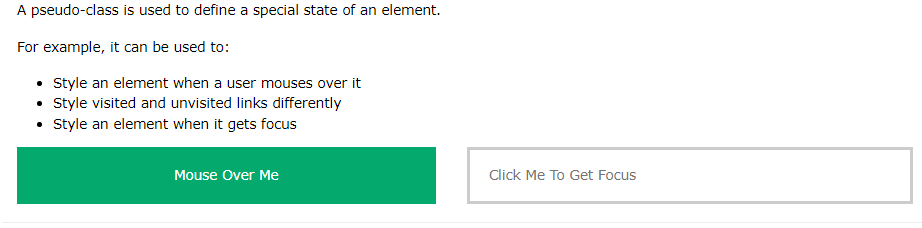 A pseudo-class is used to define a special state of an element.
For example, it can be used to:
Style an element when a user mouses over it
Style visited and unvisited links differently
Style an element when it gets focus
Mouse Over Me
Click Me To Get Focus